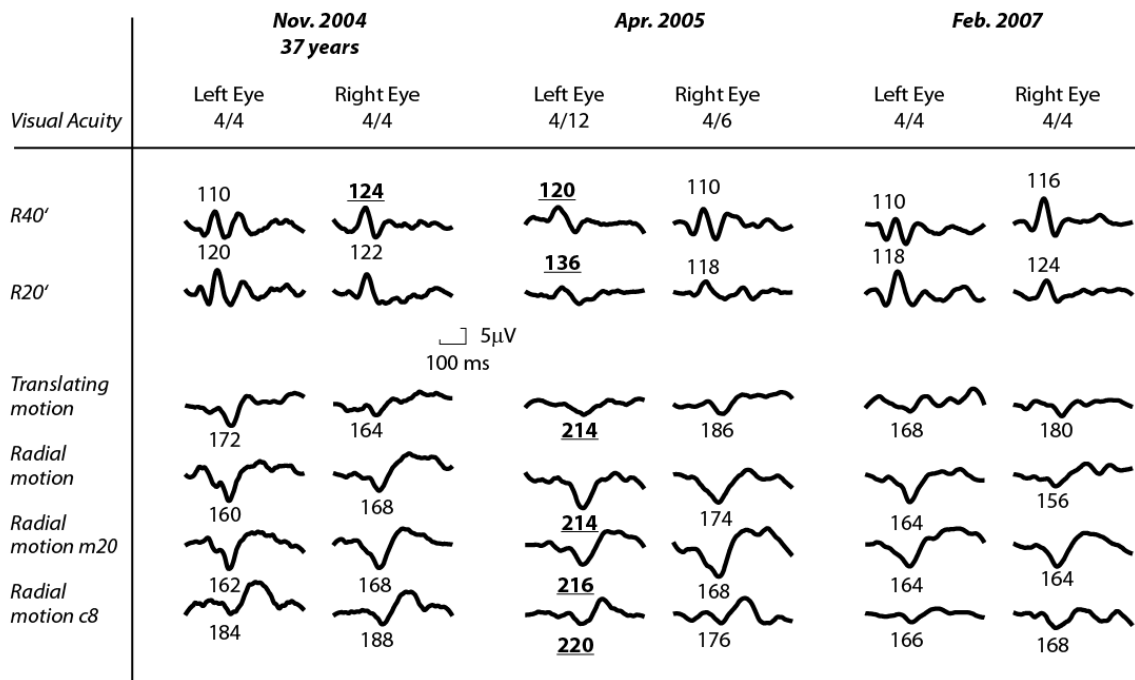 Nov. 2004 Apr. 2005 Feb. 2007
37 years
Left Eye Right Eye Left Eye Right Eye Left Eye Right Eye
Visual Acuity 4/4 4/4 4/12 4/6 4/4 4/4
110 124 120 110 110 116
R40‘
120 122 136 118 118 124
R20‘
5μV
100 ms
Translating
motion
172 164 214 186 168 180
Radial
motion
160 168 214 174 164 156
Radial
motion m20
162 168 216 168 164 164
Radial
motion c8
184 188 220 176 166 168